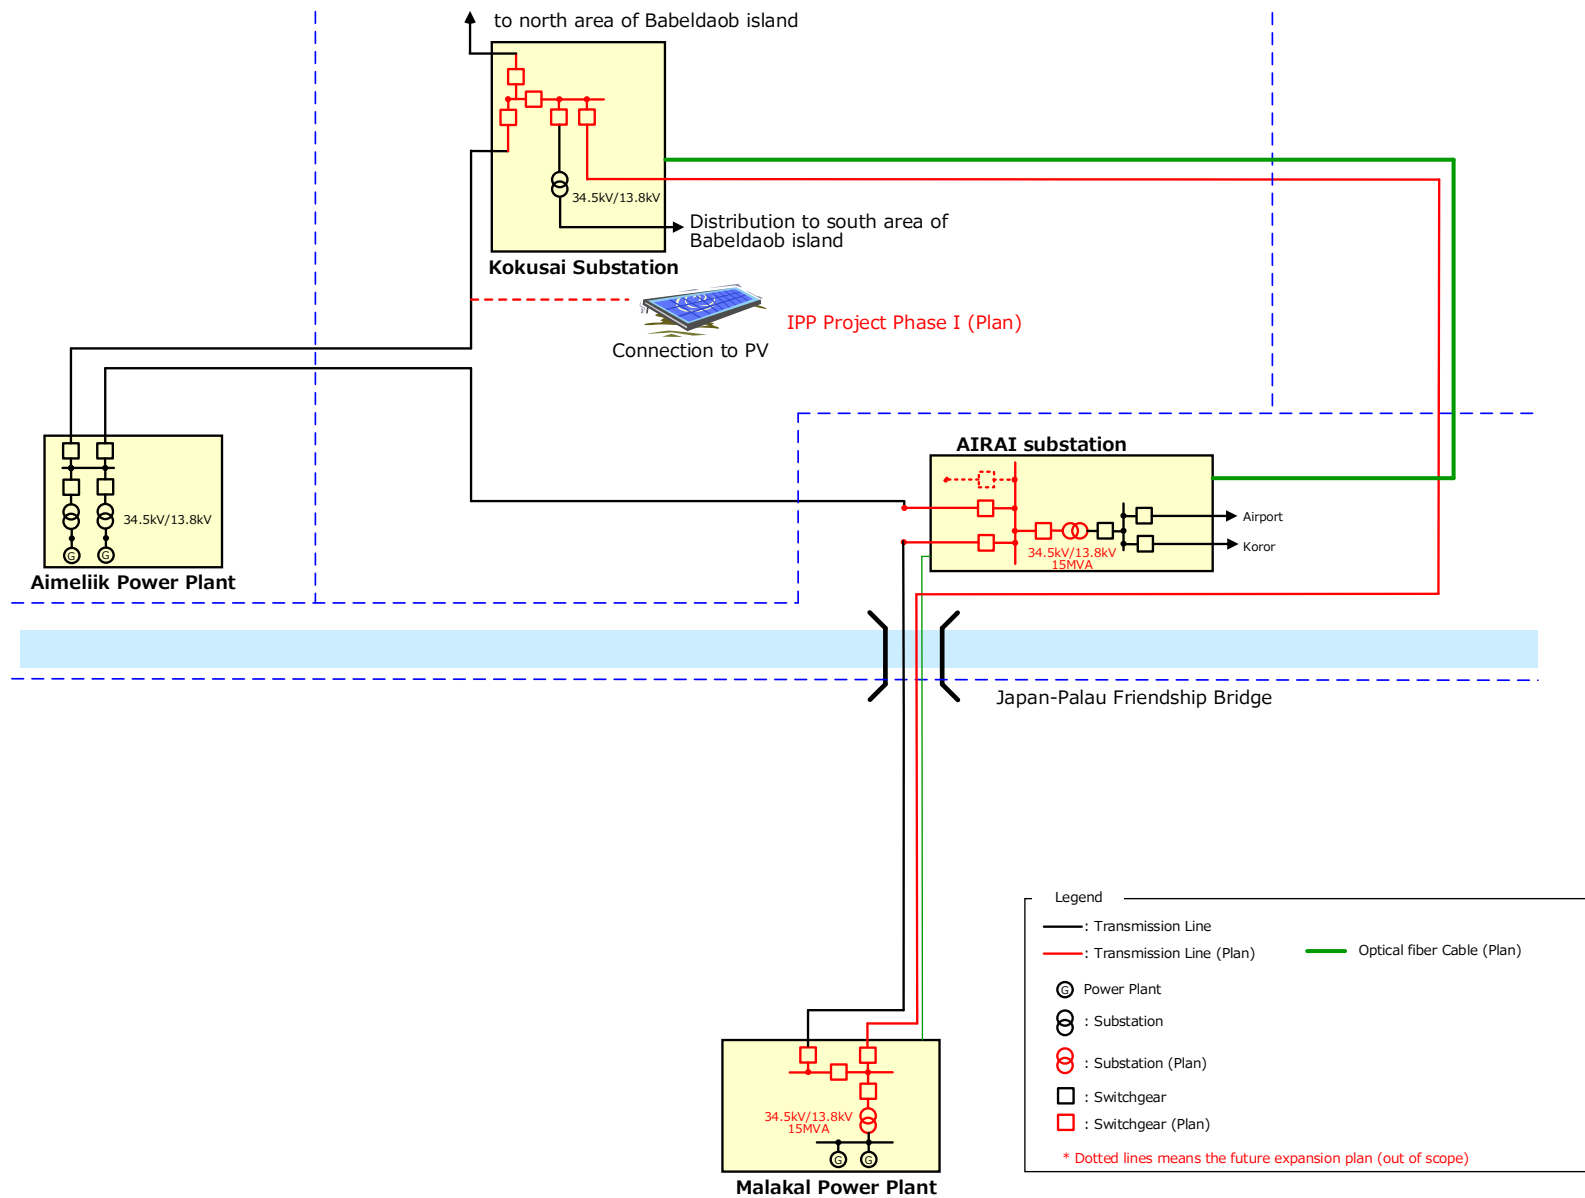 to north area of Babeldaob island
34.5kV/13.8kV
Distribution to south area of
Babeldaob island
Kokusai Substation
IPP Project Phase I (Plan)
Connection to PV
34.5kV/13.8kV
G
G
Aimeliik Power Plant
AIRAI substation
Airport
Koror
34.5kV/13.8kV
15MVA
Japan-Palau Friendship Bridge
34.5kV/13.8kV
15MVA
G
G
Malakal Power Plant
Legend
: Transmission Line
: Transmission Line (Plan)
Optical fiber Cable (Plan)
G
Power Plant
: Substation
: Substation (Plan)
: Switchgear
: Switchgear (Plan)
* Dotted lines means the future expansion plan (out of scope)